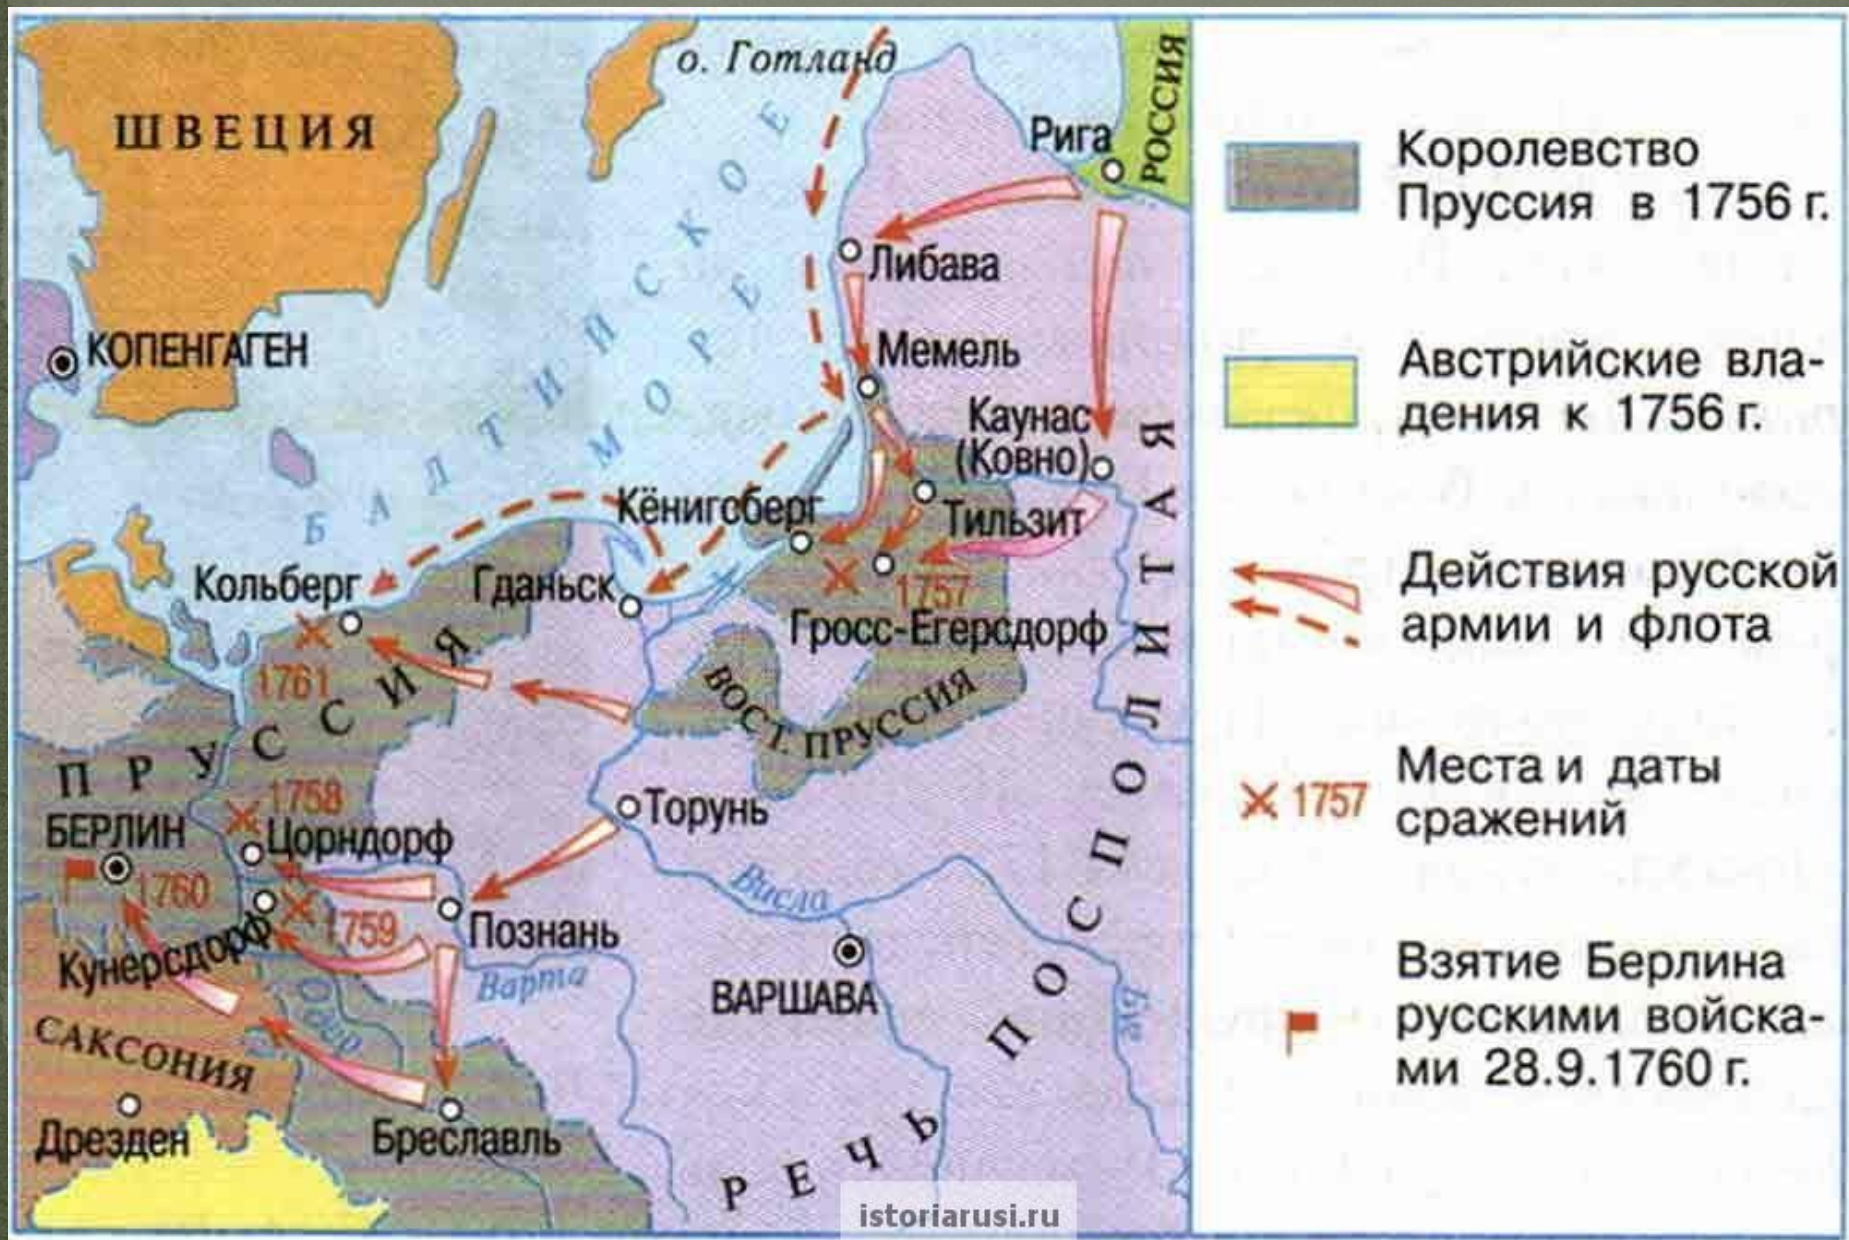 ШВЕЦИЯ
о. Готланд
РОССИЯ
Рига
БАЛТИЙСКОЕ
МОРЕ
Либава
КОПЕНГАГЕН
Мемель
Каунас
(Ковно)
Кёнигсберг
Тильзит
Кольберг
Гданьск
1757
Гросс-Егерсдорф
1761
ВОСТ. ПРУССИЯ
ПРУССИЯ
1758
БЕРЛИН
Цорндорф
Торунь
1760
1759
Висла
Кунерсдорф
Познань
Варта
ВАРШАВА
Одер
САКСОНИЯ
Дрезден
Бреславль
РЕЧЬ
ПОСПОЛИТАЯ
Королевство
Пруссия в 1756 г.
Австрийские вла-
дения к 1756 г.
Действия русской
армии и флота
1757
Места и даты
сражений
Взятие Берлина
русскими войска-
ми 28.9.1760 г.
istoriarusi.ru